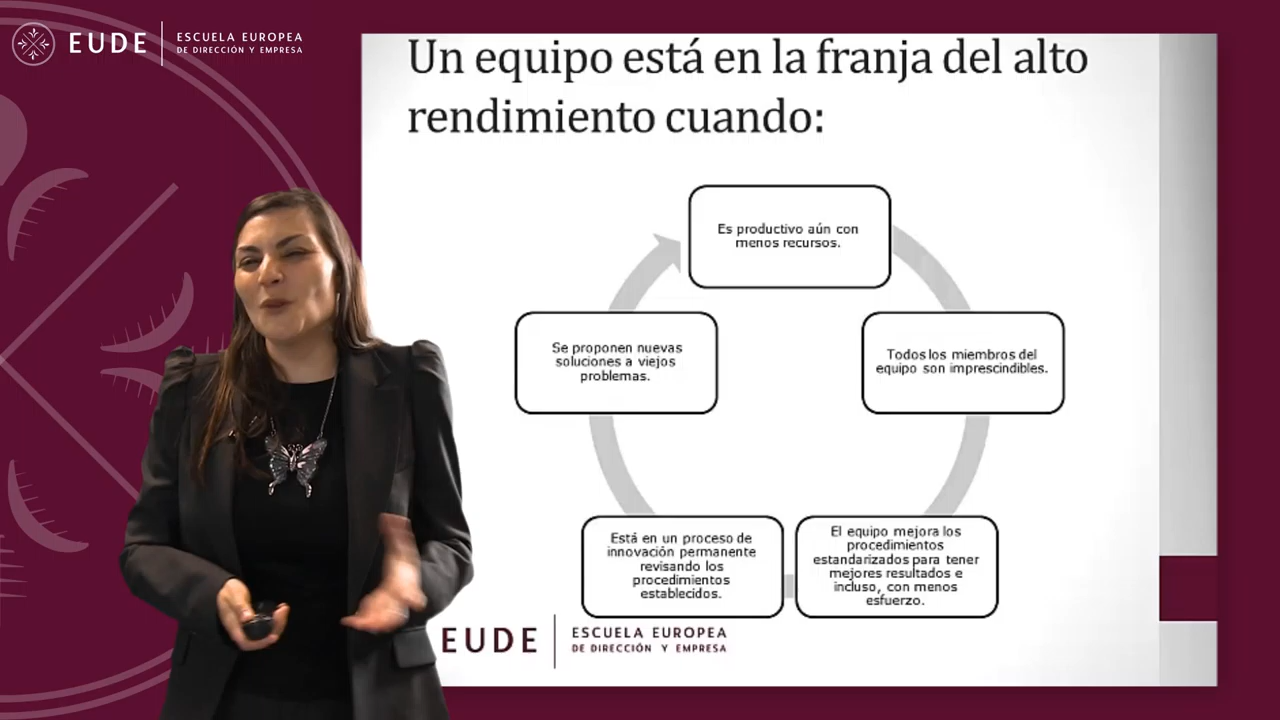 EUDE
ESCUELA EUROPEA
DE DIRECCIÓN Y EMPRESA
Un equipo está en la franja del alto
rendimiento cuando:
Es productivo aún con
menos recursos.
Se proponen nuevas
soluciones a viejos
problemas.
Todos los miembros del
equipo son imprescindibles.
Está en un proceso de
innovación permanente
revisando los
procedimientos
establecidos.
El equipo mejora los
procedimientos
estandarizados para tener
mejores resultados e
incluso, con menos
esfuerzo.
EUDE
ESCUELA EUROPEA
DE DIRECCIÓN Y EMPRESA